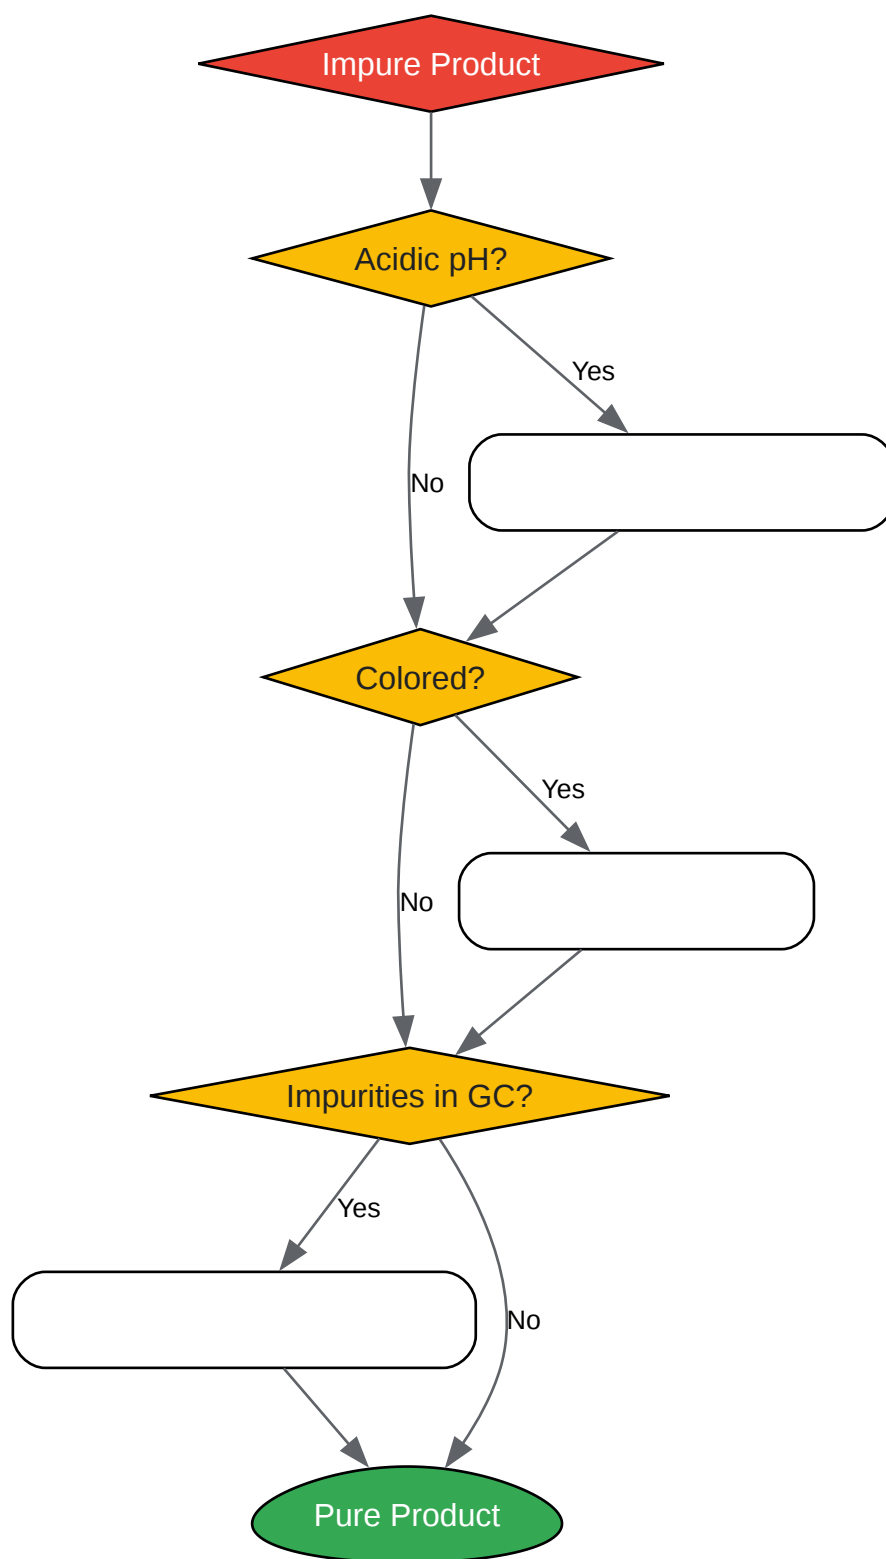 Impure Product
Acidic pH?
Yes
No
Colored?
Yes
No
Impurities in GC?
Yes
No
Pure Product